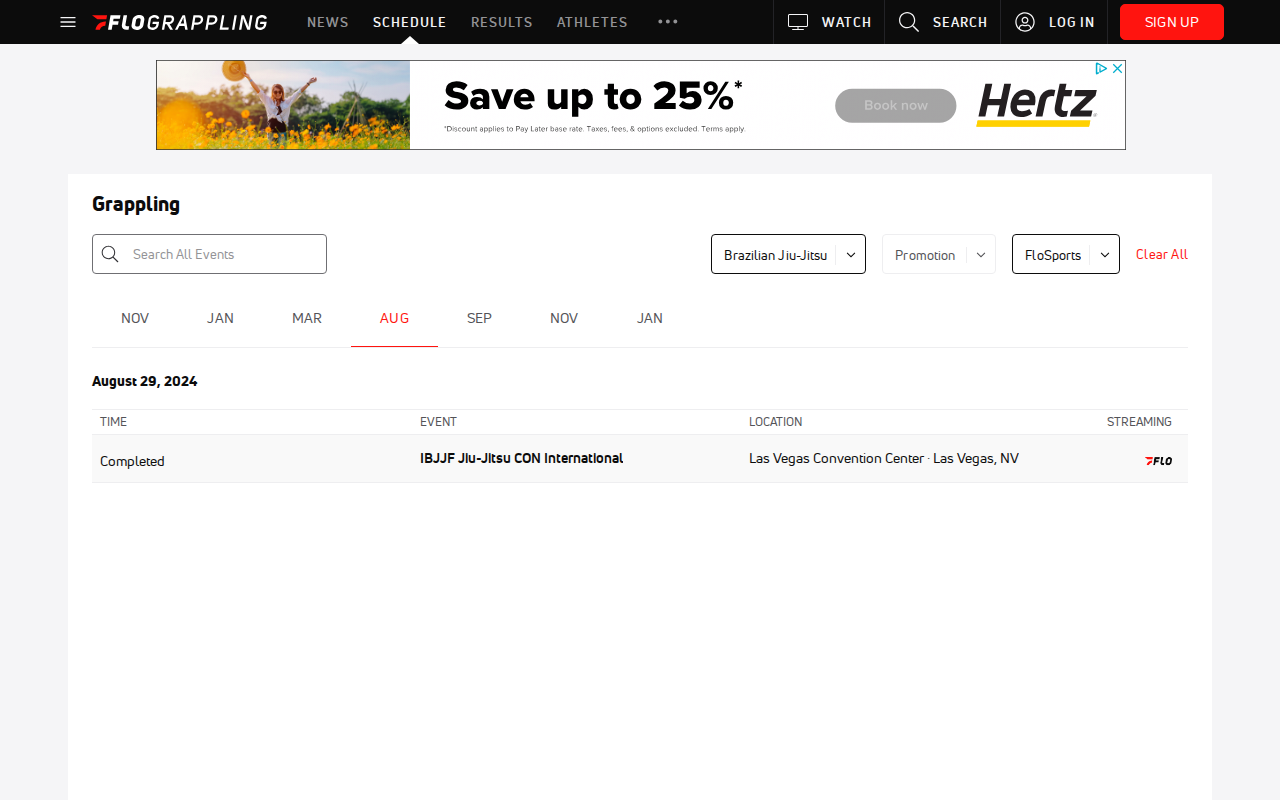 FLOGRAPPLING NEWS SCHEDULE RESULTS ATHLETES ••• WATCH SEARCH LOG IN SIGN UP
Save up to 25%*
*Discount applies to Pay Later base rate. Taxes, fees, & options excluded. Terms apply.
Book now
Hertz
Grappling
Search All Events
Brazilian Jiu-Jitsu
Promotion
FloSports
Clear All
NOV JAN MAR AUG SEP NOV JAN
August 29, 2024
TIME EVENT LOCATION STREAMING
Completed IBJJF Jiu-Jitsu CON International Las Vegas Convention Center · Las Vegas, NV FLO